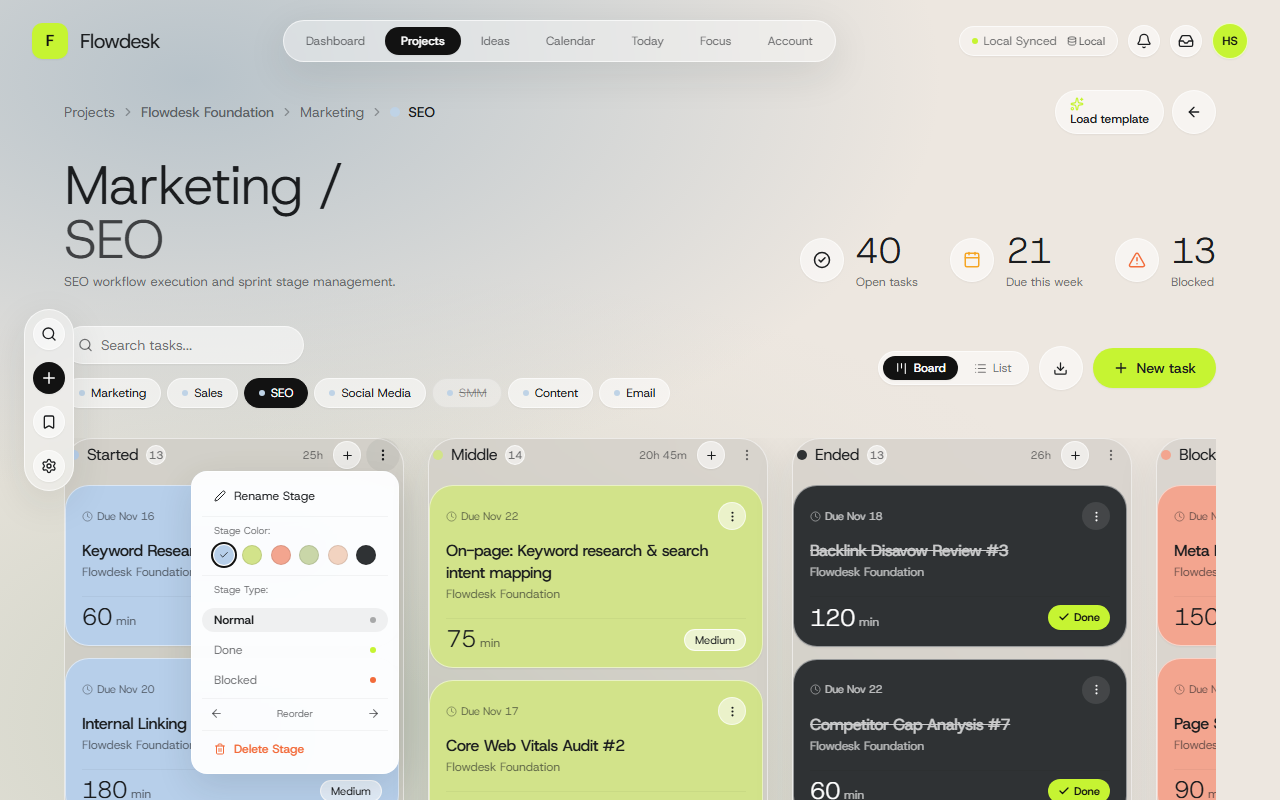 F Flowdesk
Dashboard Projects Ideas Calendar Today Focus Account
Local Synced Local
HS
Projects > Flowdesk Foundation > Marketing > SEO
Load template
Marketing /
SEO
SEO workflow execution and sprint stage management.
40
Open tasks
21
Due this week
13
Blocked
Search tasks...
Marketing Sales SEO Social Media SMM Content Email
Board List
New task
Started 13 25h
Rename Stage
Stage Color:
Stage Type:
Normal
Done
Blocked
Reorder
Delete Stage
Due Nov 16
Keyword Resear
Flowdesk Foundation
60 min
Due Nov 20
Internal Linking
Flowdesk Foundation
180 min Medium
Middle 14 20h 45m
Due Nov 22
On-page: Keyword research & search
intent mapping
Flowdesk Foundation
75 min Medium
Due Nov 17
Core Web Vitals Audit #2
Flowdesk Foundation
Ended 13 26h
Due Nov 18
Backlink Disavow Review #3
Flowdesk Foundation
120 min Done
Due Nov 22
Competitor Gap Analysis #7
Flowdesk Foundation
60 min Done
Block
Due N
Meta
Flowdesk
150
Due N
Page
Flowdesk
90 m